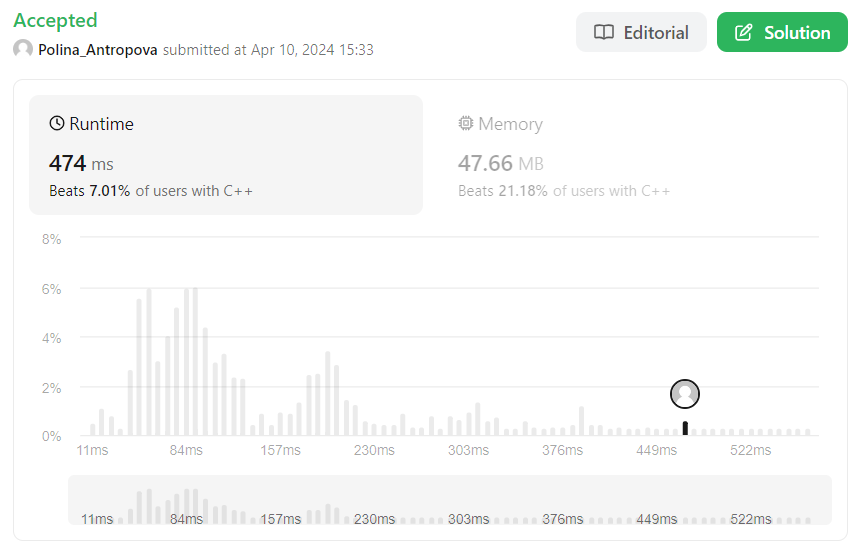 Accepted
Polina_Antropova submitted at Apr 10, 2024 15:33
Editorial
Solution
Runtime
474 ms
Beats 7.01% of users with C++
Memory
47.66 MB
Beats 21.18% of users with C++
8%
6%
4%
2%
0%
11ms 84ms 157ms 230ms 303ms 376ms 449ms 522ms
11ms 84ms 157ms 230ms 303ms 376ms 449ms 522ms